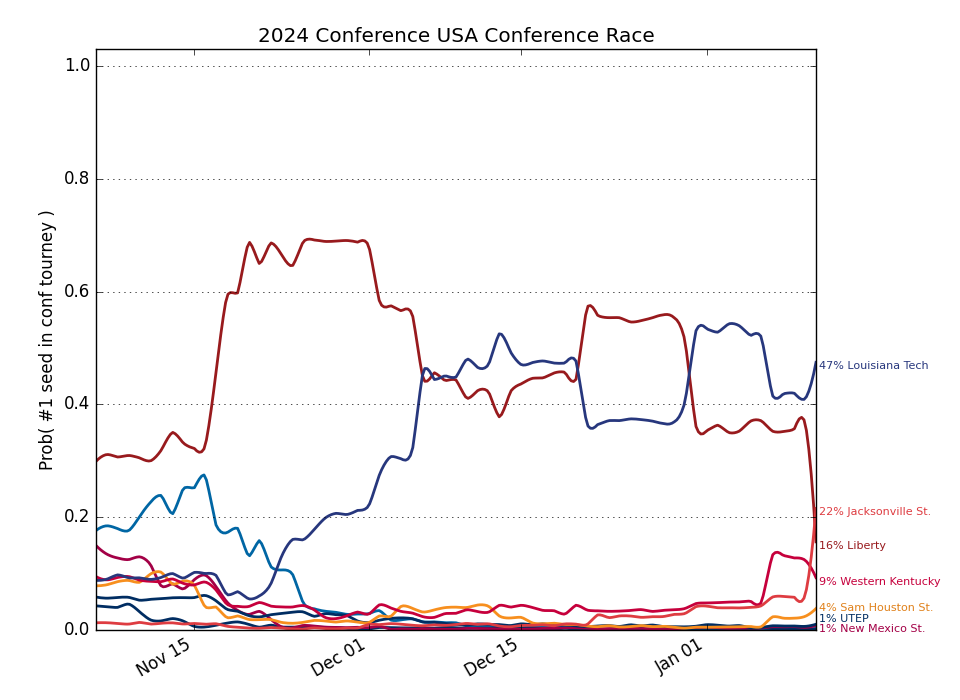 2024 Conference USA Conference Race
Prob( #1 seed in conf tourney )
1.0
0.8
0.6
0.4
0.2
0.0
Nov 15
Dec 01
Dec 15
Jan 01
47% Louisiana Tech
22% Jacksonville St.
16% Liberty
9% Western Kentucky
4% Sam Houston St.
1% UTEP
1% New Mexico St.